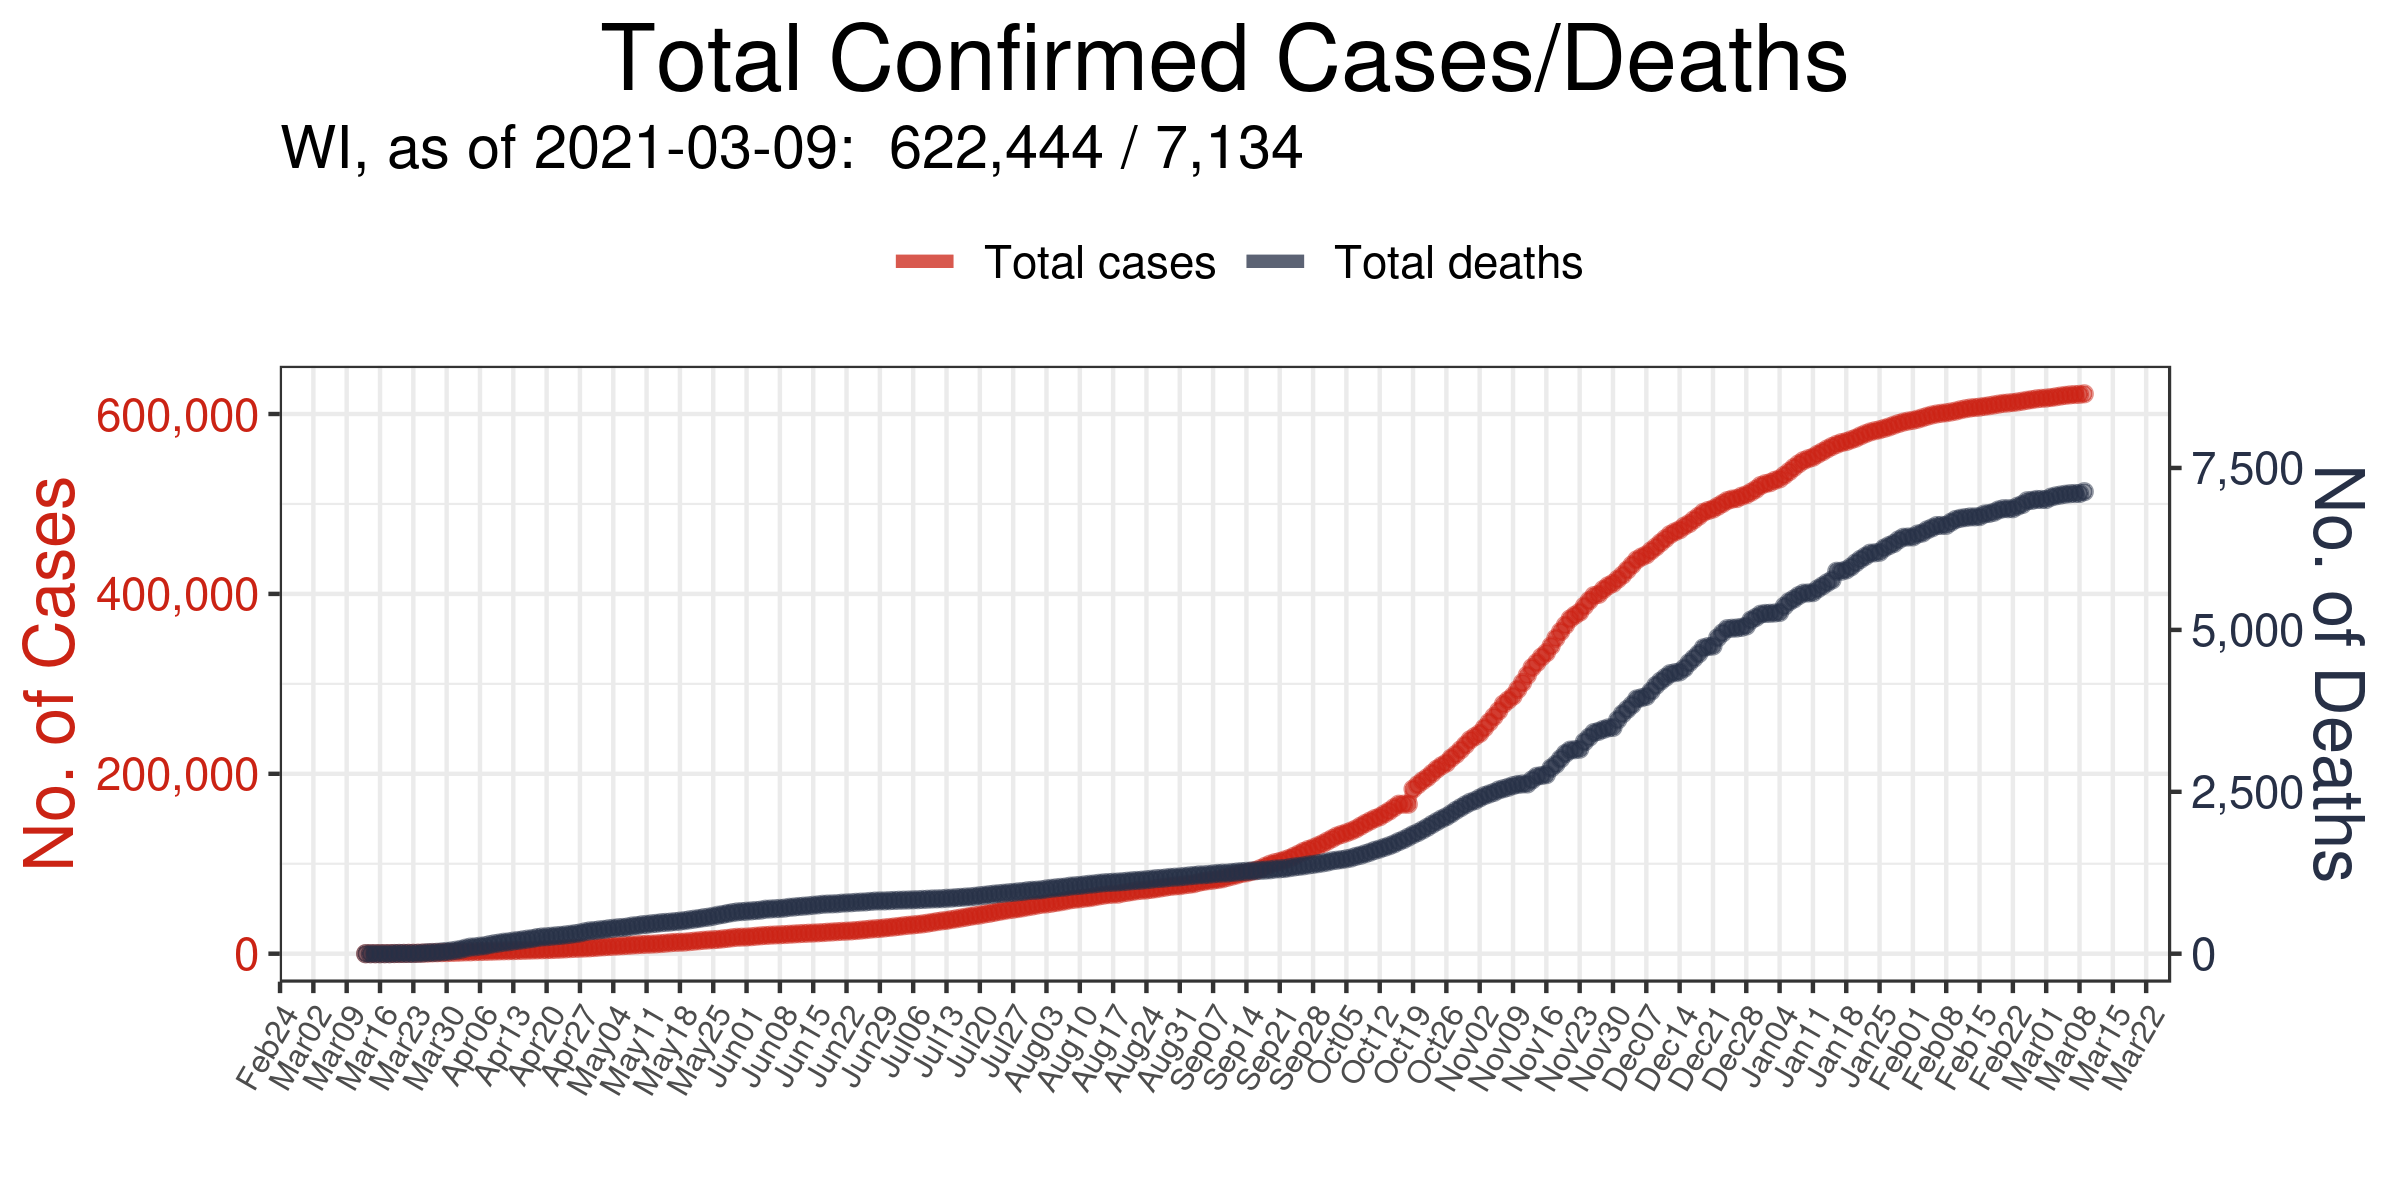 Total Confirmed Cases/Deaths
WI, as of 2021-03-09:  622,444 / 7,134
Total cases
Total deaths
No. of Cases
600,000
400,000
200,000
0
7,500
5,000
2,500
0
No. of Deaths
Feb24
Mar02
Mar09
Mar16
Mar23
Mar30
Apr06
Apr13
Apr20
Apr27
May04
May11
May18
May25
Jun01
Jun08
Jun15
Jun22
Jun29
Jul06
Jul13
Jul20
Jul27
Aug03
Aug10
Aug17
Aug24
Aug31
Sep07
Sep14
Sep21
Sep28
Oct05
Oct12
Oct19
Oct26
Nov02
Nov09
Nov16
Nov23
Nov30
Dec07
Dec14
Dec21
Dec28
Jan04
Jan11
Jan18
Jan25
Feb01
Feb08
Feb15
Feb22
Mar01
Mar08
Mar15
Mar22